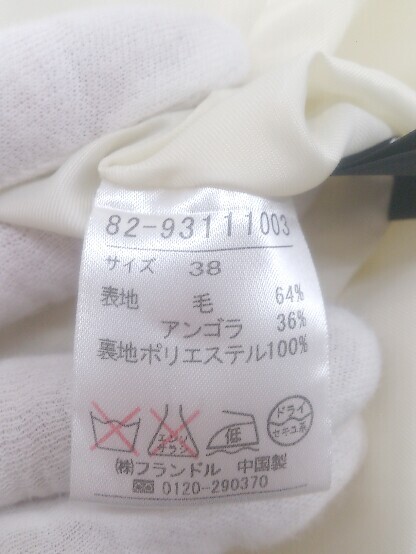 82-93111003
サイズ 38
表地 毛 64%
アンゴラ 36%
裏地ポリエステル100%
エンソ
サラシ
低
ドライ
セキユ系
㈱フランドル 中国製
0120-290370